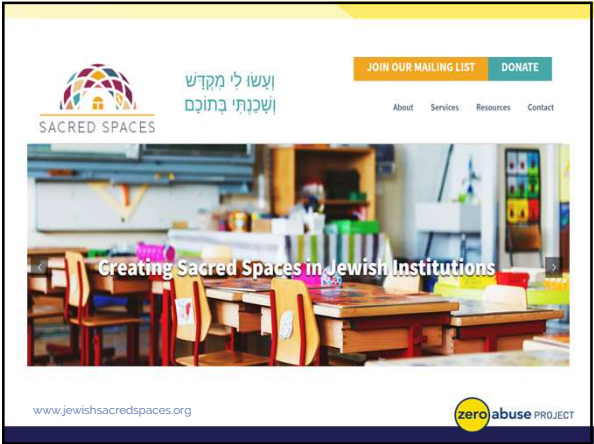 JOIN OUR MAILING LIST
DONATE
וְעָשׂוּ לִי מִקְדָּשׁ
וְשָׁכַנְתִּי בְּתוֹכָם
SACRED SPACES
About Services Resources Contact
Creating Sacred Spaces in Jewish Institutions
www.jewishsacredspaces.org
zero abuse PROJECT